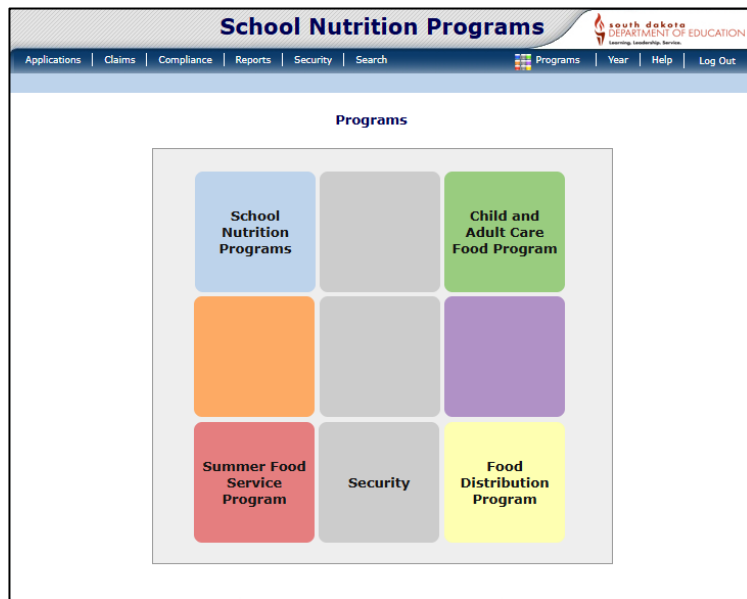 School Nutrition Programs
south dakota
DEPARTMENT OF EDUCATION
Learning. Leadership. Service.
Applications | Claims | Compliance | Reports | Security | Search
Programs | Year | Help | Log Out
Programs
School
Nutrition
Programs
Child and
Adult Care
Food Program
Summer Food
Service
Program
Security
Food
Distribution
Program